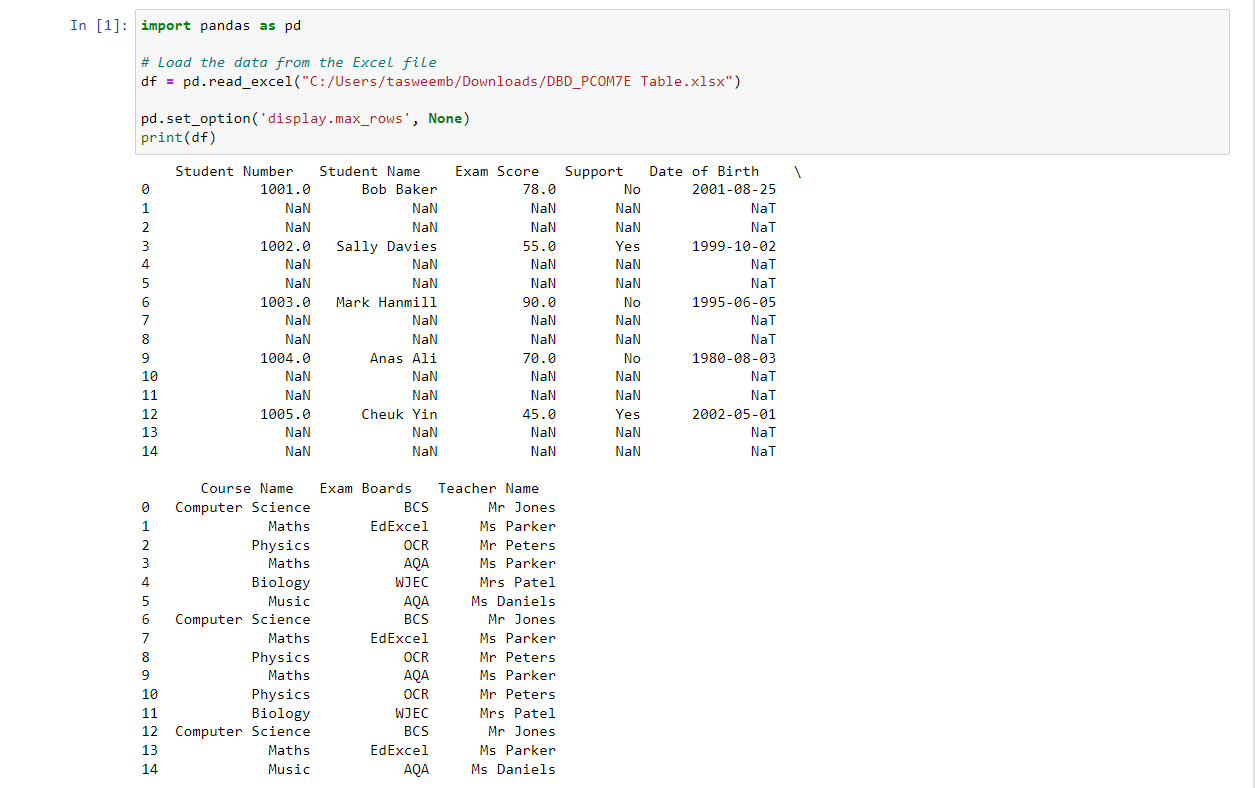 In [1]: import pandas as pd
# Load the data from the Excel file
df = pd.read_excel("C:/Users/tasweemb/Downloads/DBD_PCOM7E Table.xlsx")
pd.set_option('display.max_rows', None)
print(df)
Student Number Student Name Exam Score Support Date of Birth \
0 1001.0 Bob Baker 78.0 No 2001-08-25
1 NaN NaN NaN NaN NaT
2 NaN NaN NaN NaN NaT
3 1002.0 Sally Davies 55.0 Yes 1999-10-02
4 NaN NaN NaN NaN NaT
5 NaN NaN NaN NaN NaT
6 1003.0 Mark Hanmill 90.0 No 1995-06-05
7 NaN NaN NaN NaN NaT
8 NaN NaN NaN NaN NaT
9 1004.0 Anas Ali 70.0 No 1980-08-03
10 NaN NaN NaN NaN NaT
11 NaN NaN NaN NaN NaT
12 1005.0 Cheuk Yin 45.0 Yes 2002-05-01
13 NaN NaN NaN NaN NaT
14 NaN NaN NaN NaN NaT
Course Name Exam Boards Teacher Name
0 Computer Science BCS Mr Jones
1 Maths EdExcel Ms Parker
2 Physics OCR Mr Peters
3 Maths AQA Ms Parker
4 Biology WJEC Mrs Patel
5 Music AQA Ms Daniels
6 Computer Science BCS Mr Jones
7 Maths EdExcel Ms Parker
8 Physics OCR Mr Peters
9 Maths AQA Ms Parker
10 Physics OCR Mr Peters
11 Biology WJEC Mrs Patel
12 Computer Science BCS Mr Jones
13 Maths EdExcel Ms Parker
14 Music AQA Ms Daniels